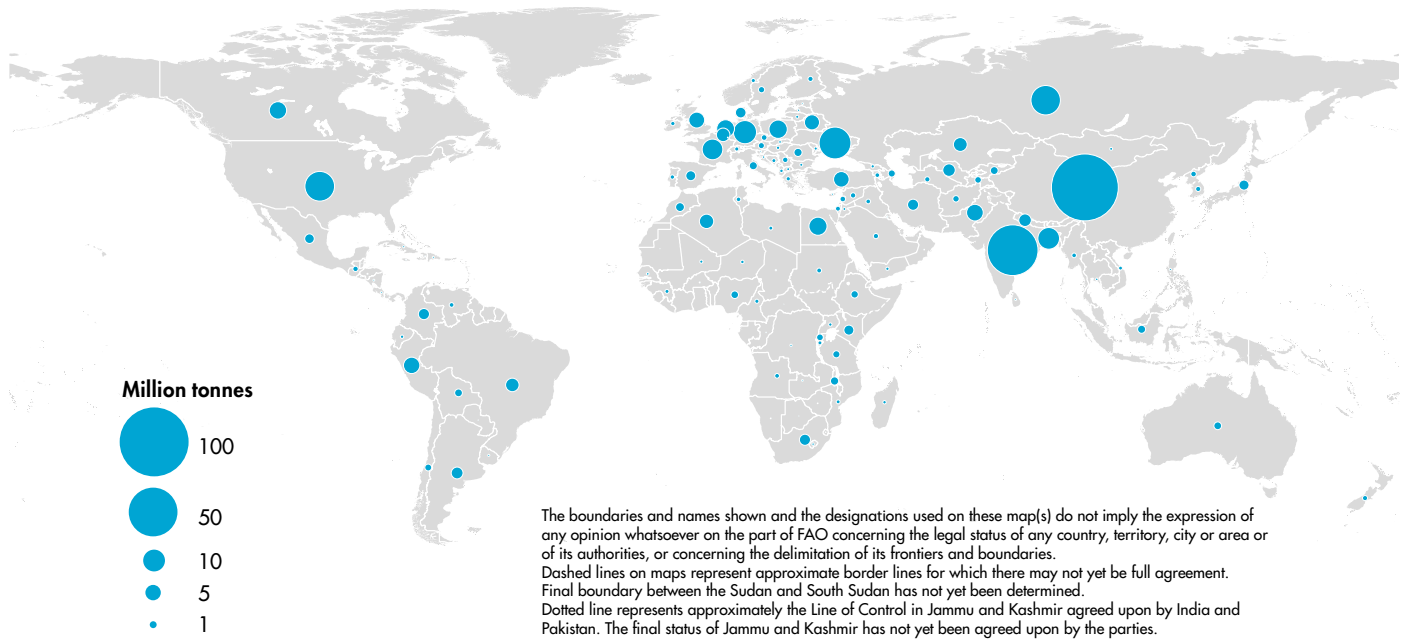 Million tonnes
100
50
10
5
1
The boundaries and names shown and the designations used on these map(s) do not imply the expression of
any opinion whatsoever on the part of FAO concerning the legal status of any country, territory, city or area or
of its authorities, or concerning the delimitation of its frontiers and boundaries.
Dashed lines on maps represent approximate border lines for which there may not yet be full agreement.
Final boundary between the Sudan and South Sudan has not yet been determined.
Dotted line represents approximately the Line of Control in Jammu and Kashmir agreed upon by India and
Pakistan. The final status of Jammu and Kashmir has not yet been agreed upon by the parties.